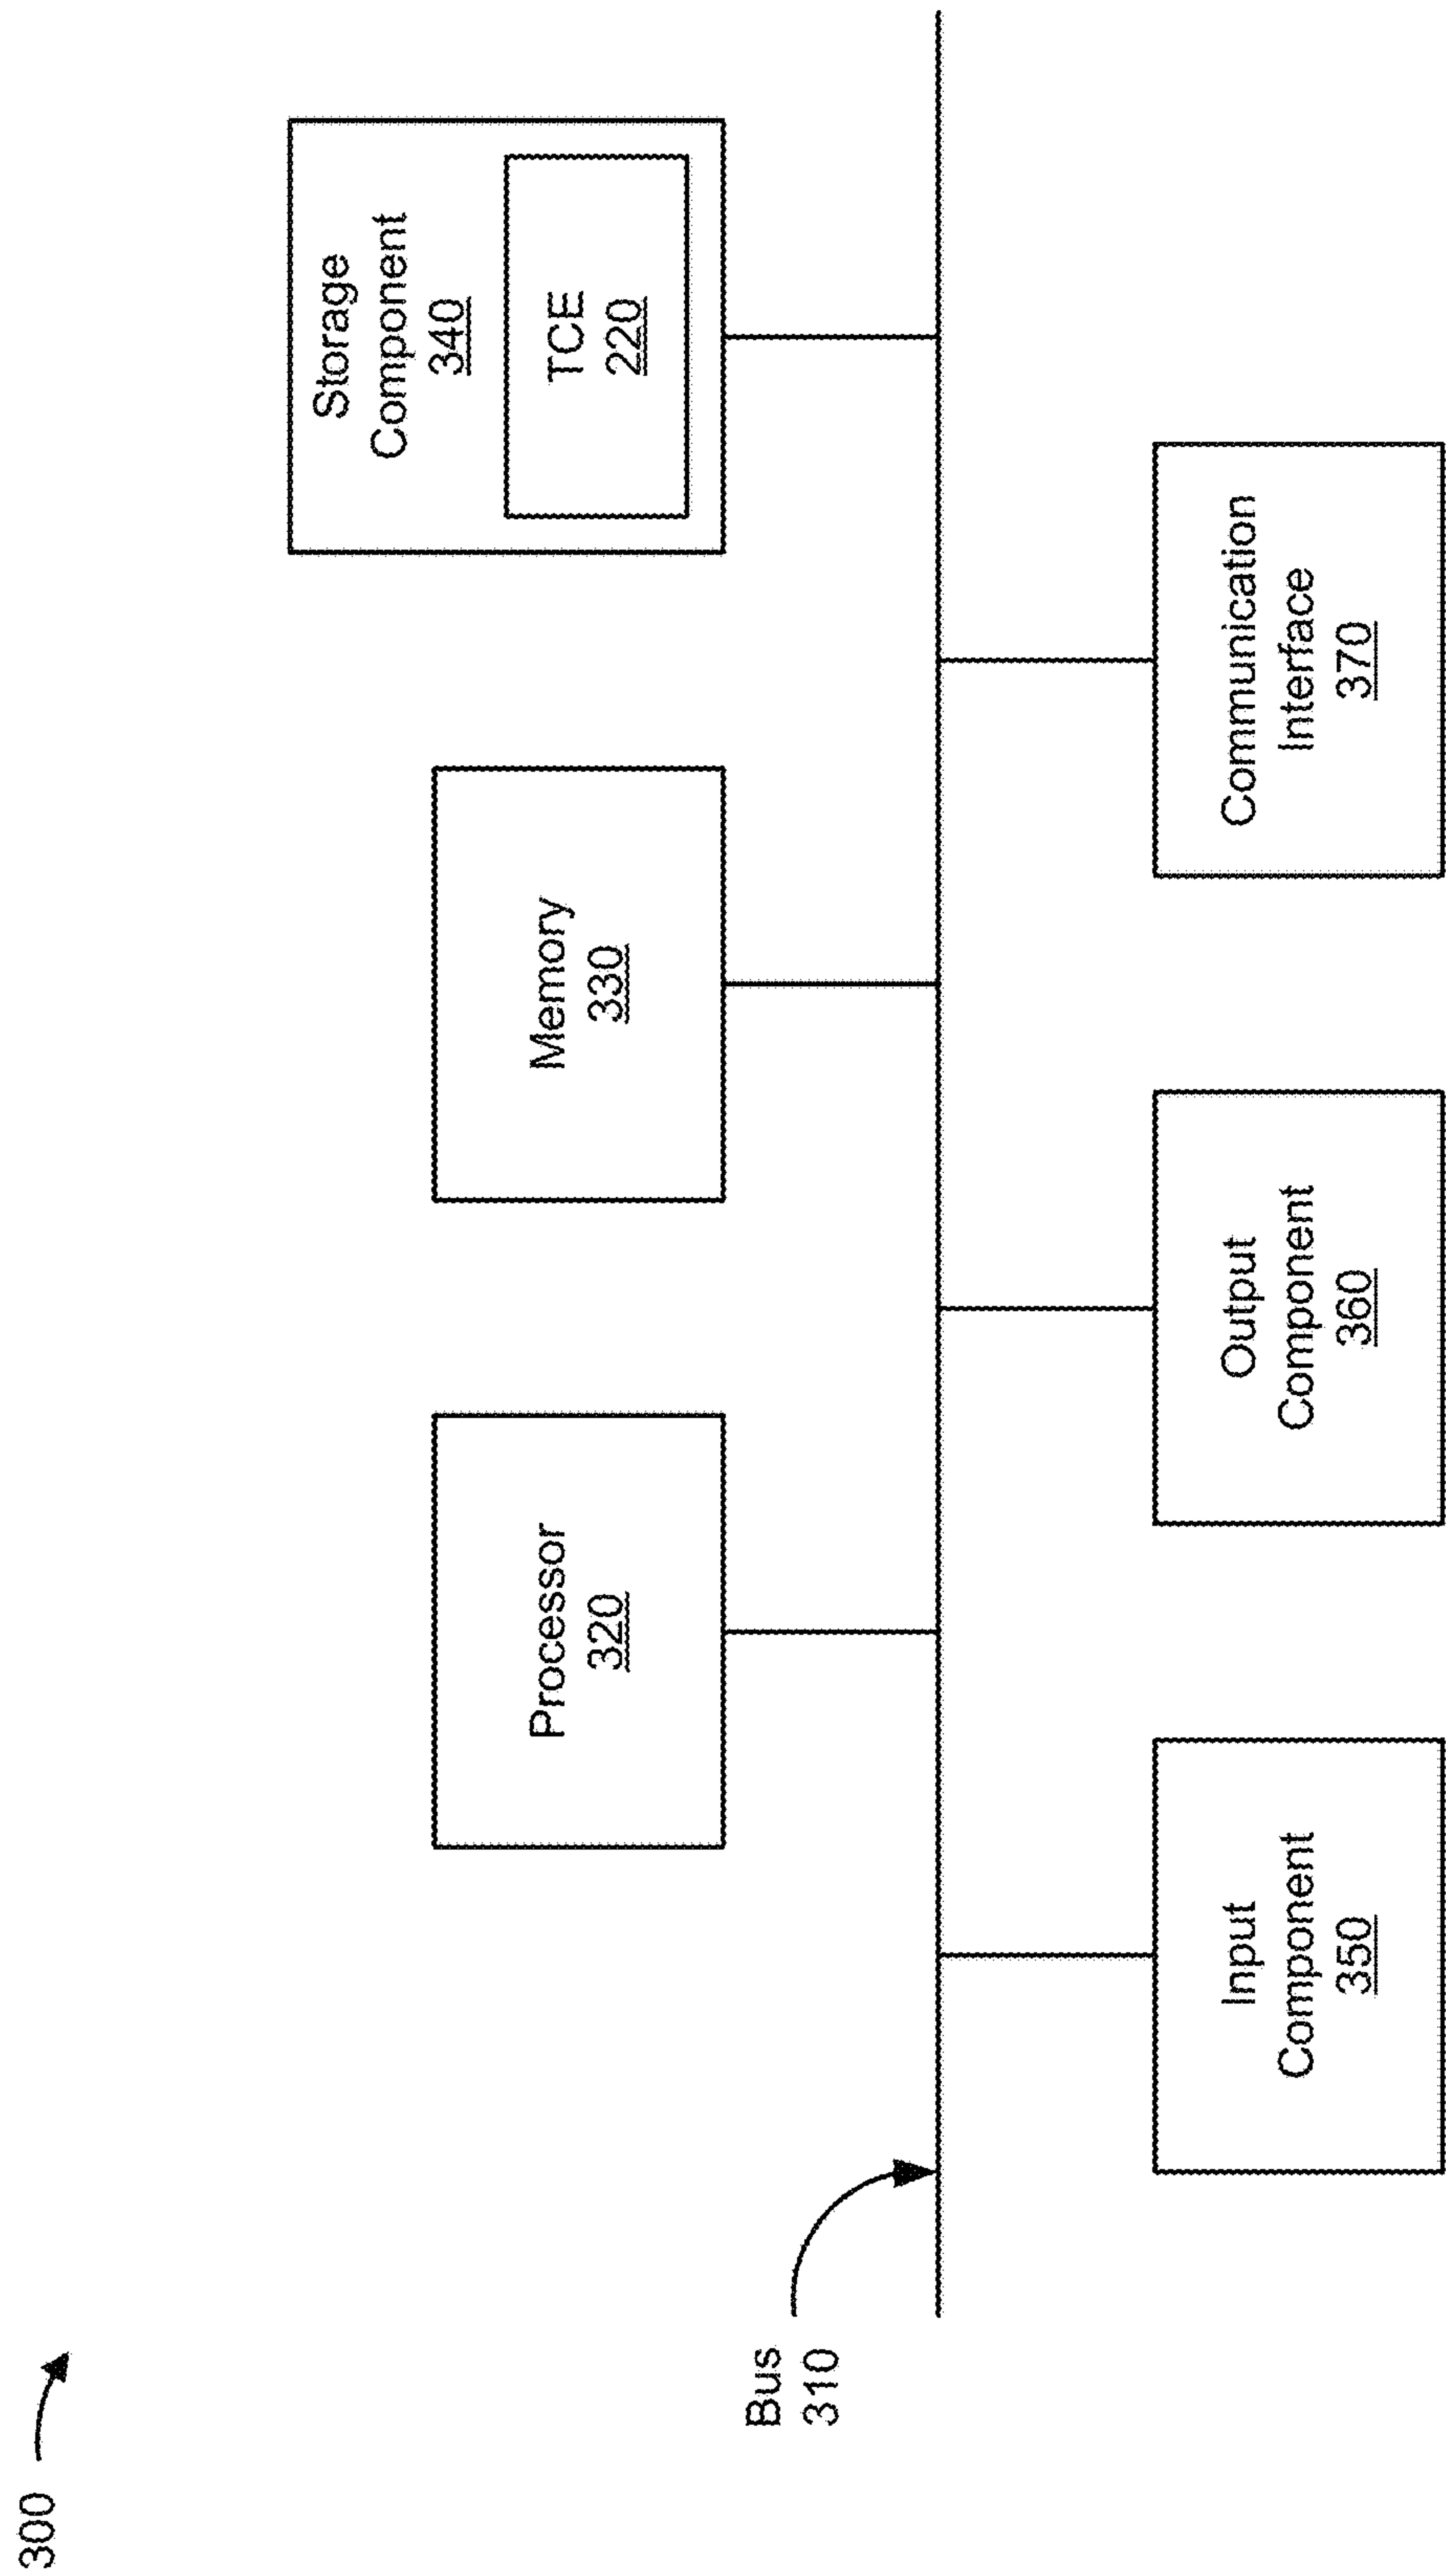 300
Storage
Component
340
TCE
220
Memory
330
Processor
320
Bus
310
Input
Component
350
Output
Component
360
Communication
Interface
370